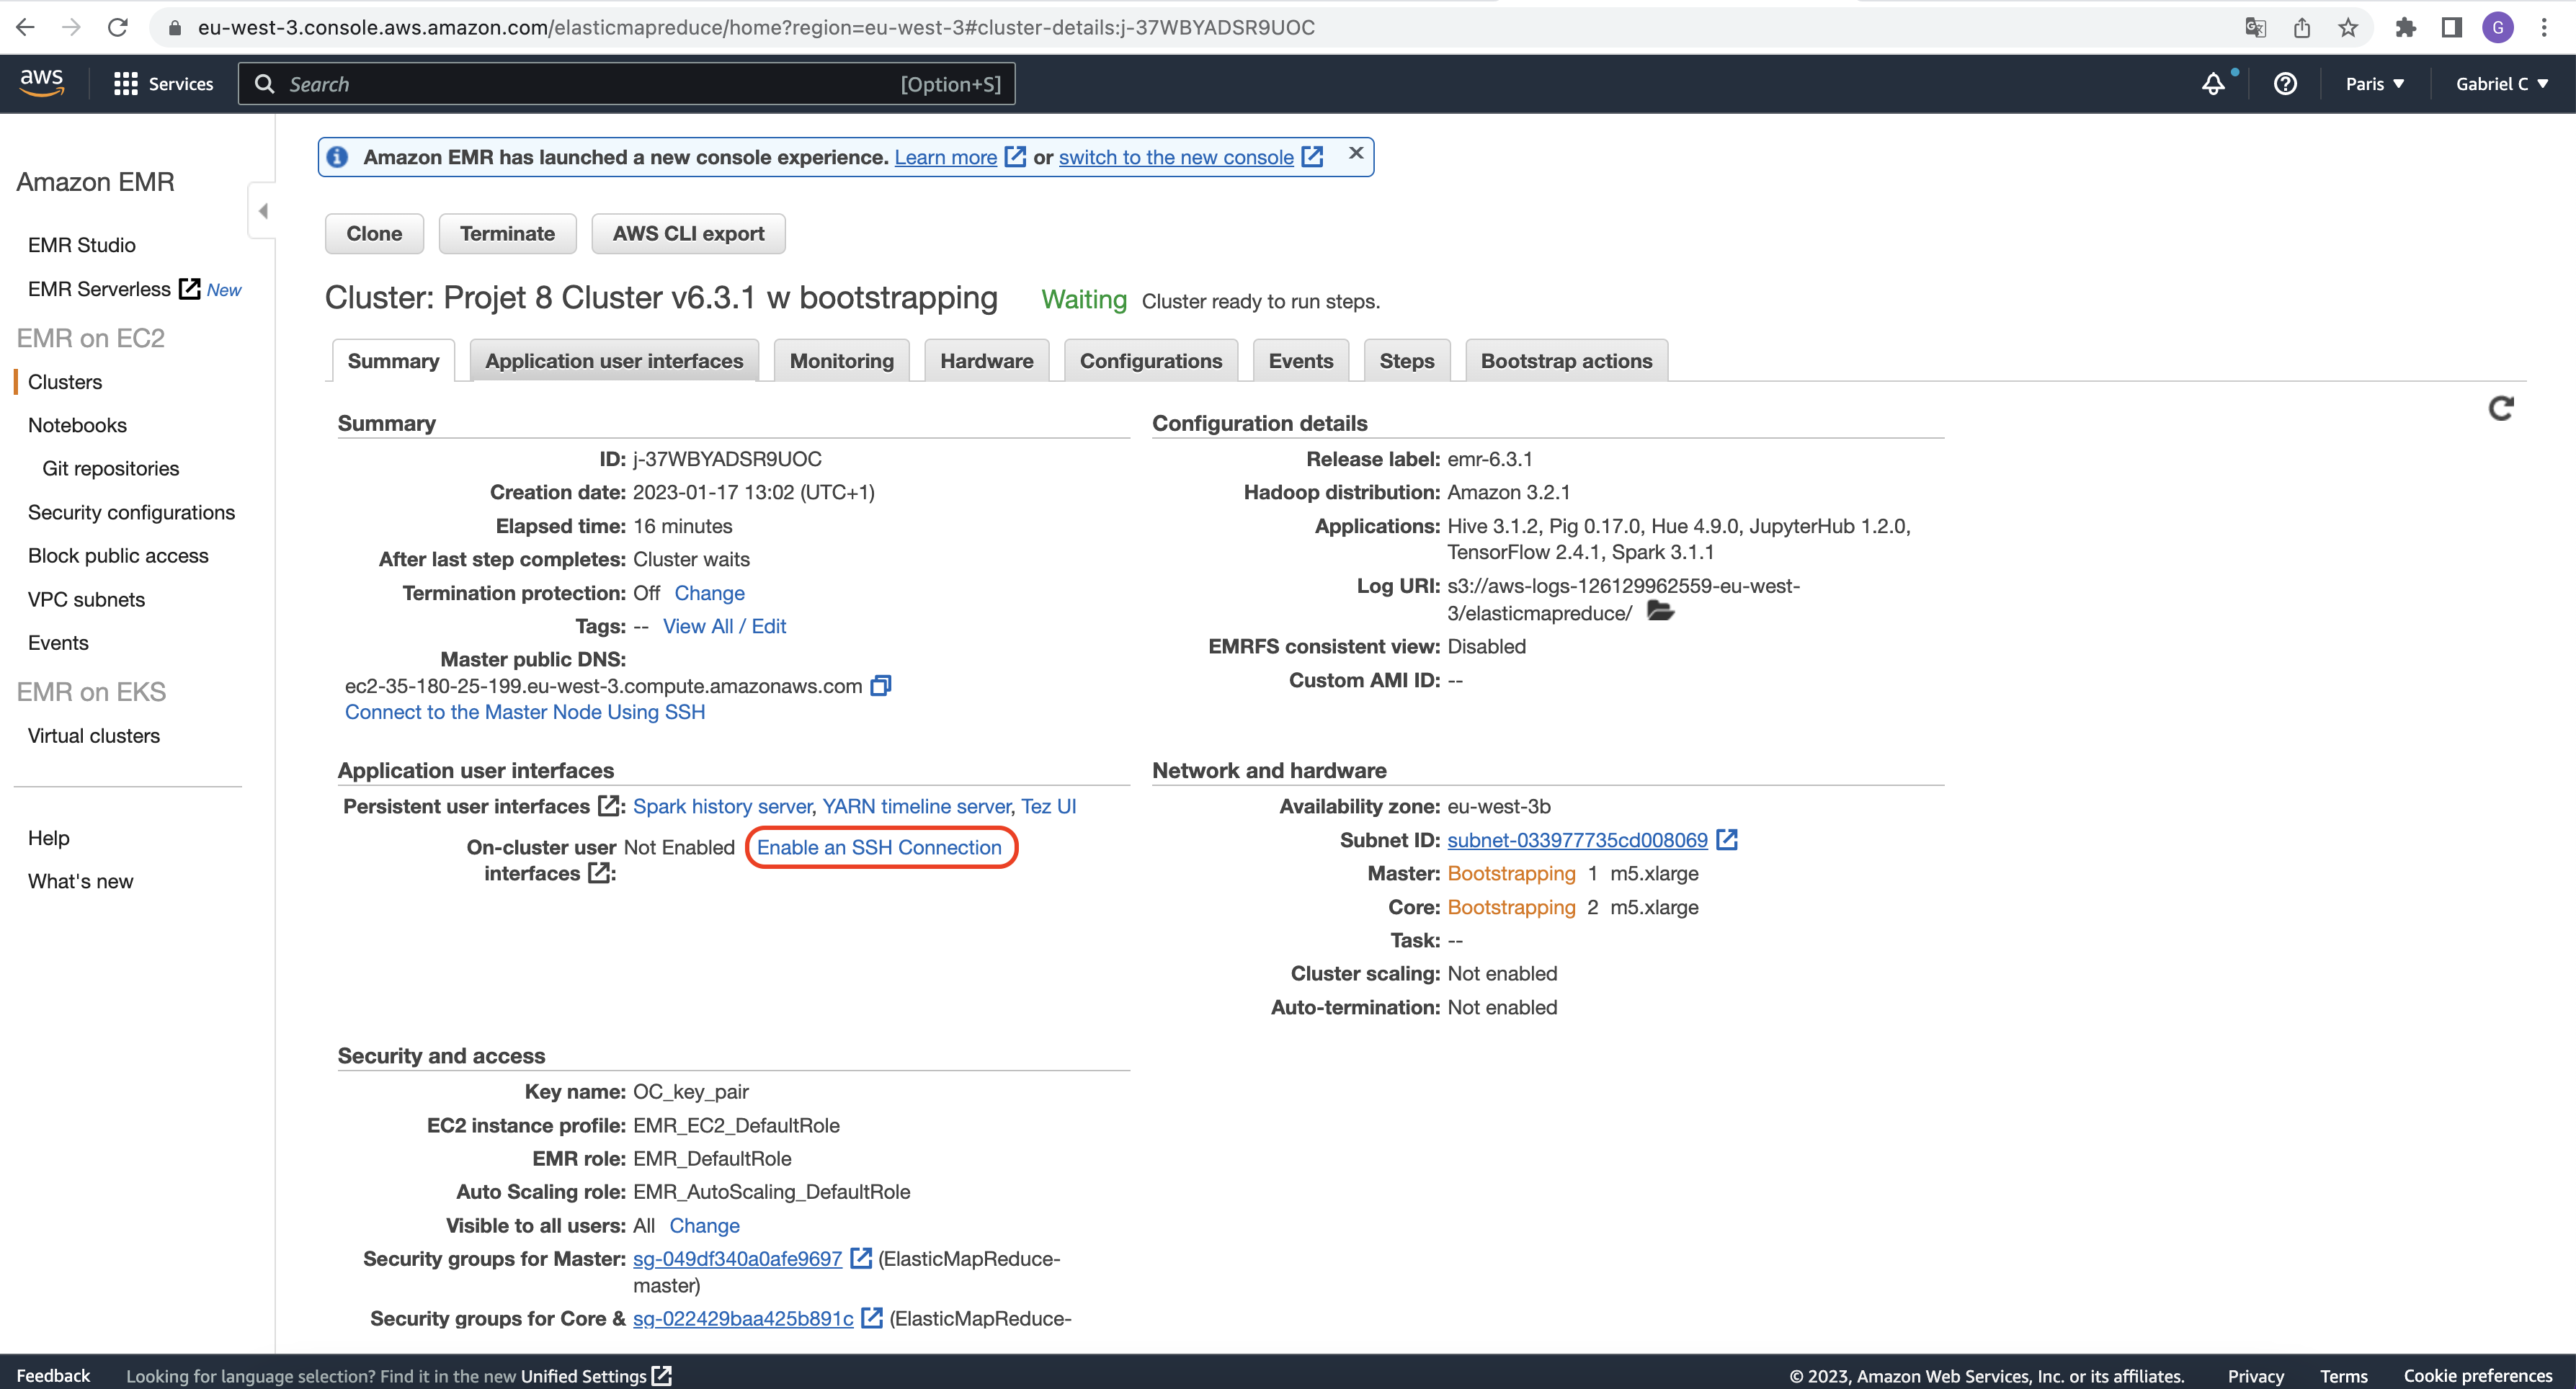 eu-west-3.console.aws.amazon.com/elasticmapreduce/home?region=eu-west-3#cluster-details:j-37WBYADSR9UOC
G
aws
Services
Search
[Option+S]
Paris ▼
Gabriel C ▼
Amazon EMR
EMR Studio
EMR Serverless New
EMR on EC2
Clusters
Notebooks
Git repositories
Security configurations
Block public access
VPC subnets
Events
EMR on EKS
Virtual clusters
Help
What's new
Amazon EMR has launched a new console experience. Learn more or switch to the new console
Clone
Terminate
AWS CLI export
Cluster: Projet 8 Cluster v6.3.1 w bootstrapping Waiting Cluster ready to run steps.
Summary
Application user interfaces
Monitoring
Hardware
Configurations
Events
Steps
Bootstrap actions
Summary
ID: j-37WBYADSR9UOC
Creation date: 2023-01-17 13:02 (UTC+1)
Elapsed time: 16 minutes
After last step completes: Cluster waits
Termination protection: Off Change
Tags: -- View All / Edit
Master public DNS:
ec2-35-180-25-199.eu-west-3.compute.amazonaws.com
Connect to the Master Node Using SSH
Configuration details
Release label: emr-6.3.1
Hadoop distribution: Amazon 3.2.1
Applications: Hive 3.1.2, Pig 0.17.0, Hue 4.9.0, JupyterHub 1.2.0,
TensorFlow 2.4.1, Spark 3.1.1
Log URI: s3://aws-logs-126129962559-eu-west-
3/elasticmapreduce/
EMRFS consistent view: Disabled
Custom AMI ID: --
Application user interfaces
Persistent user interfaces : Spark history server, YARN timeline server, Tez UI
On-cluster user Not Enabled Enable an SSH Connection
interfaces :
Network and hardware
Availability zone: eu-west-3b
Subnet ID: subnet-033977735cd008069
Master: Bootstrapping 1 m5.xlarge
Core: Bootstrapping 2 m5.xlarge
Task: --
Cluster scaling: Not enabled
Auto-termination: Not enabled
Security and access
Key name: OC_key_pair
EC2 instance profile: EMR_EC2_DefaultRole
EMR role: EMR_DefaultRole
Auto Scaling role: EMR_AutoScaling_DefaultRole
Visible to all users: All Change
Security groups for Master: sg-049df340a0afe9697 (ElasticMapReduce-
master)
Security groups for Core & sg-022429baa425b891c (ElasticMapReduce-
Feedback
Looking for language selection? Find it in the new Unified Settings
© 2023, Amazon Web Services, Inc. or its affiliates.
Privacy
Terms
Cookie preferences